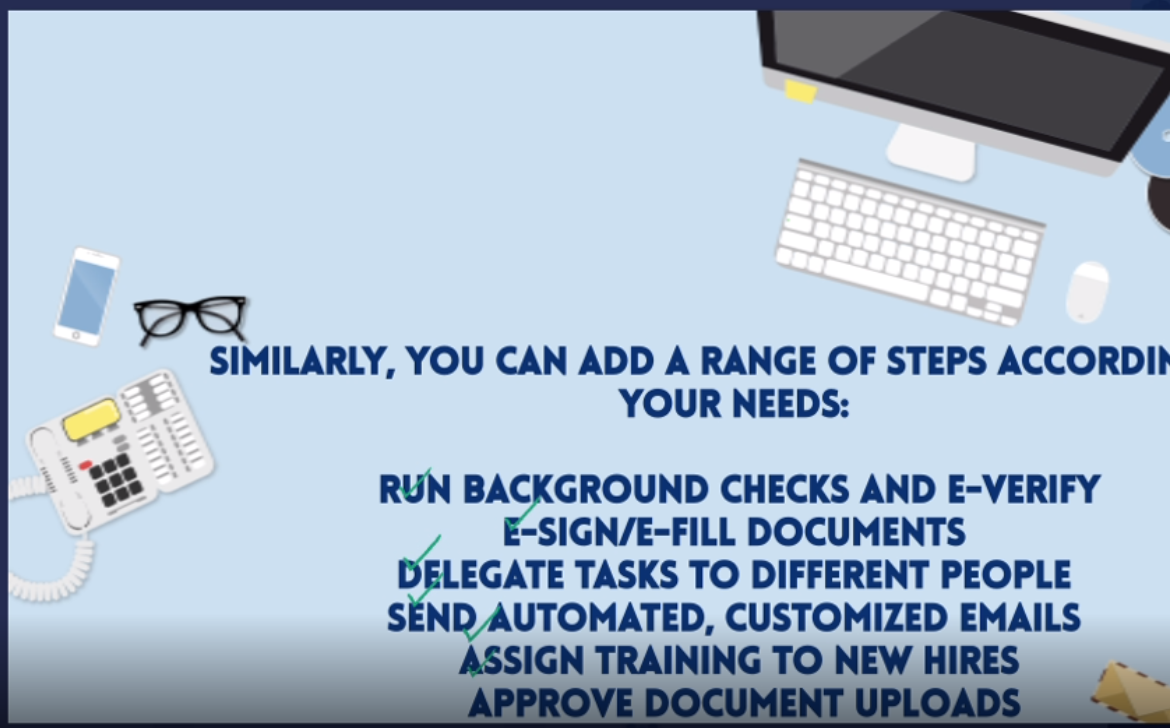 SIMILARLY, YOU CAN ADD A RANGE OF STEPS ACCORDIN
YOUR NEEDS:
RUN BACKGROUND CHECKS AND E-VERIFY
E-SIGN/E-FILL DOCUMENTS
DELEGATE TASKS TO DIFFERENT PEOPLE
SEND AUTOMATED, CUSTOMIZED EMAILS
ASSIGN TRAINING TO NEW HIRES
APPROVE DOCUMENT UPLOADS